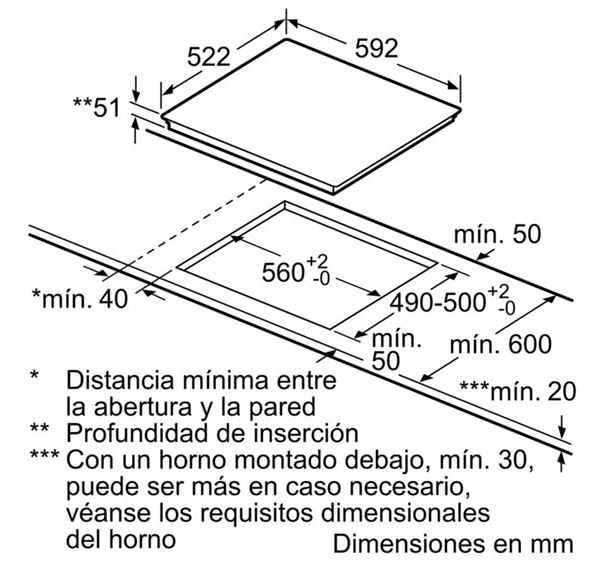 522
592
**51
mín. 50
560+2-0
490-500+2-0
*mín. 40
mín.
50
mín. 600
***mín. 20
* Distancia mínima entre
la abertura y la pared
** Profundidad de inserción
*** Con un horno montado debajo, mín. 30,
puede ser más en caso necesario,
véanse los requisitos dimensionales
del horno
Dimensiones en mm